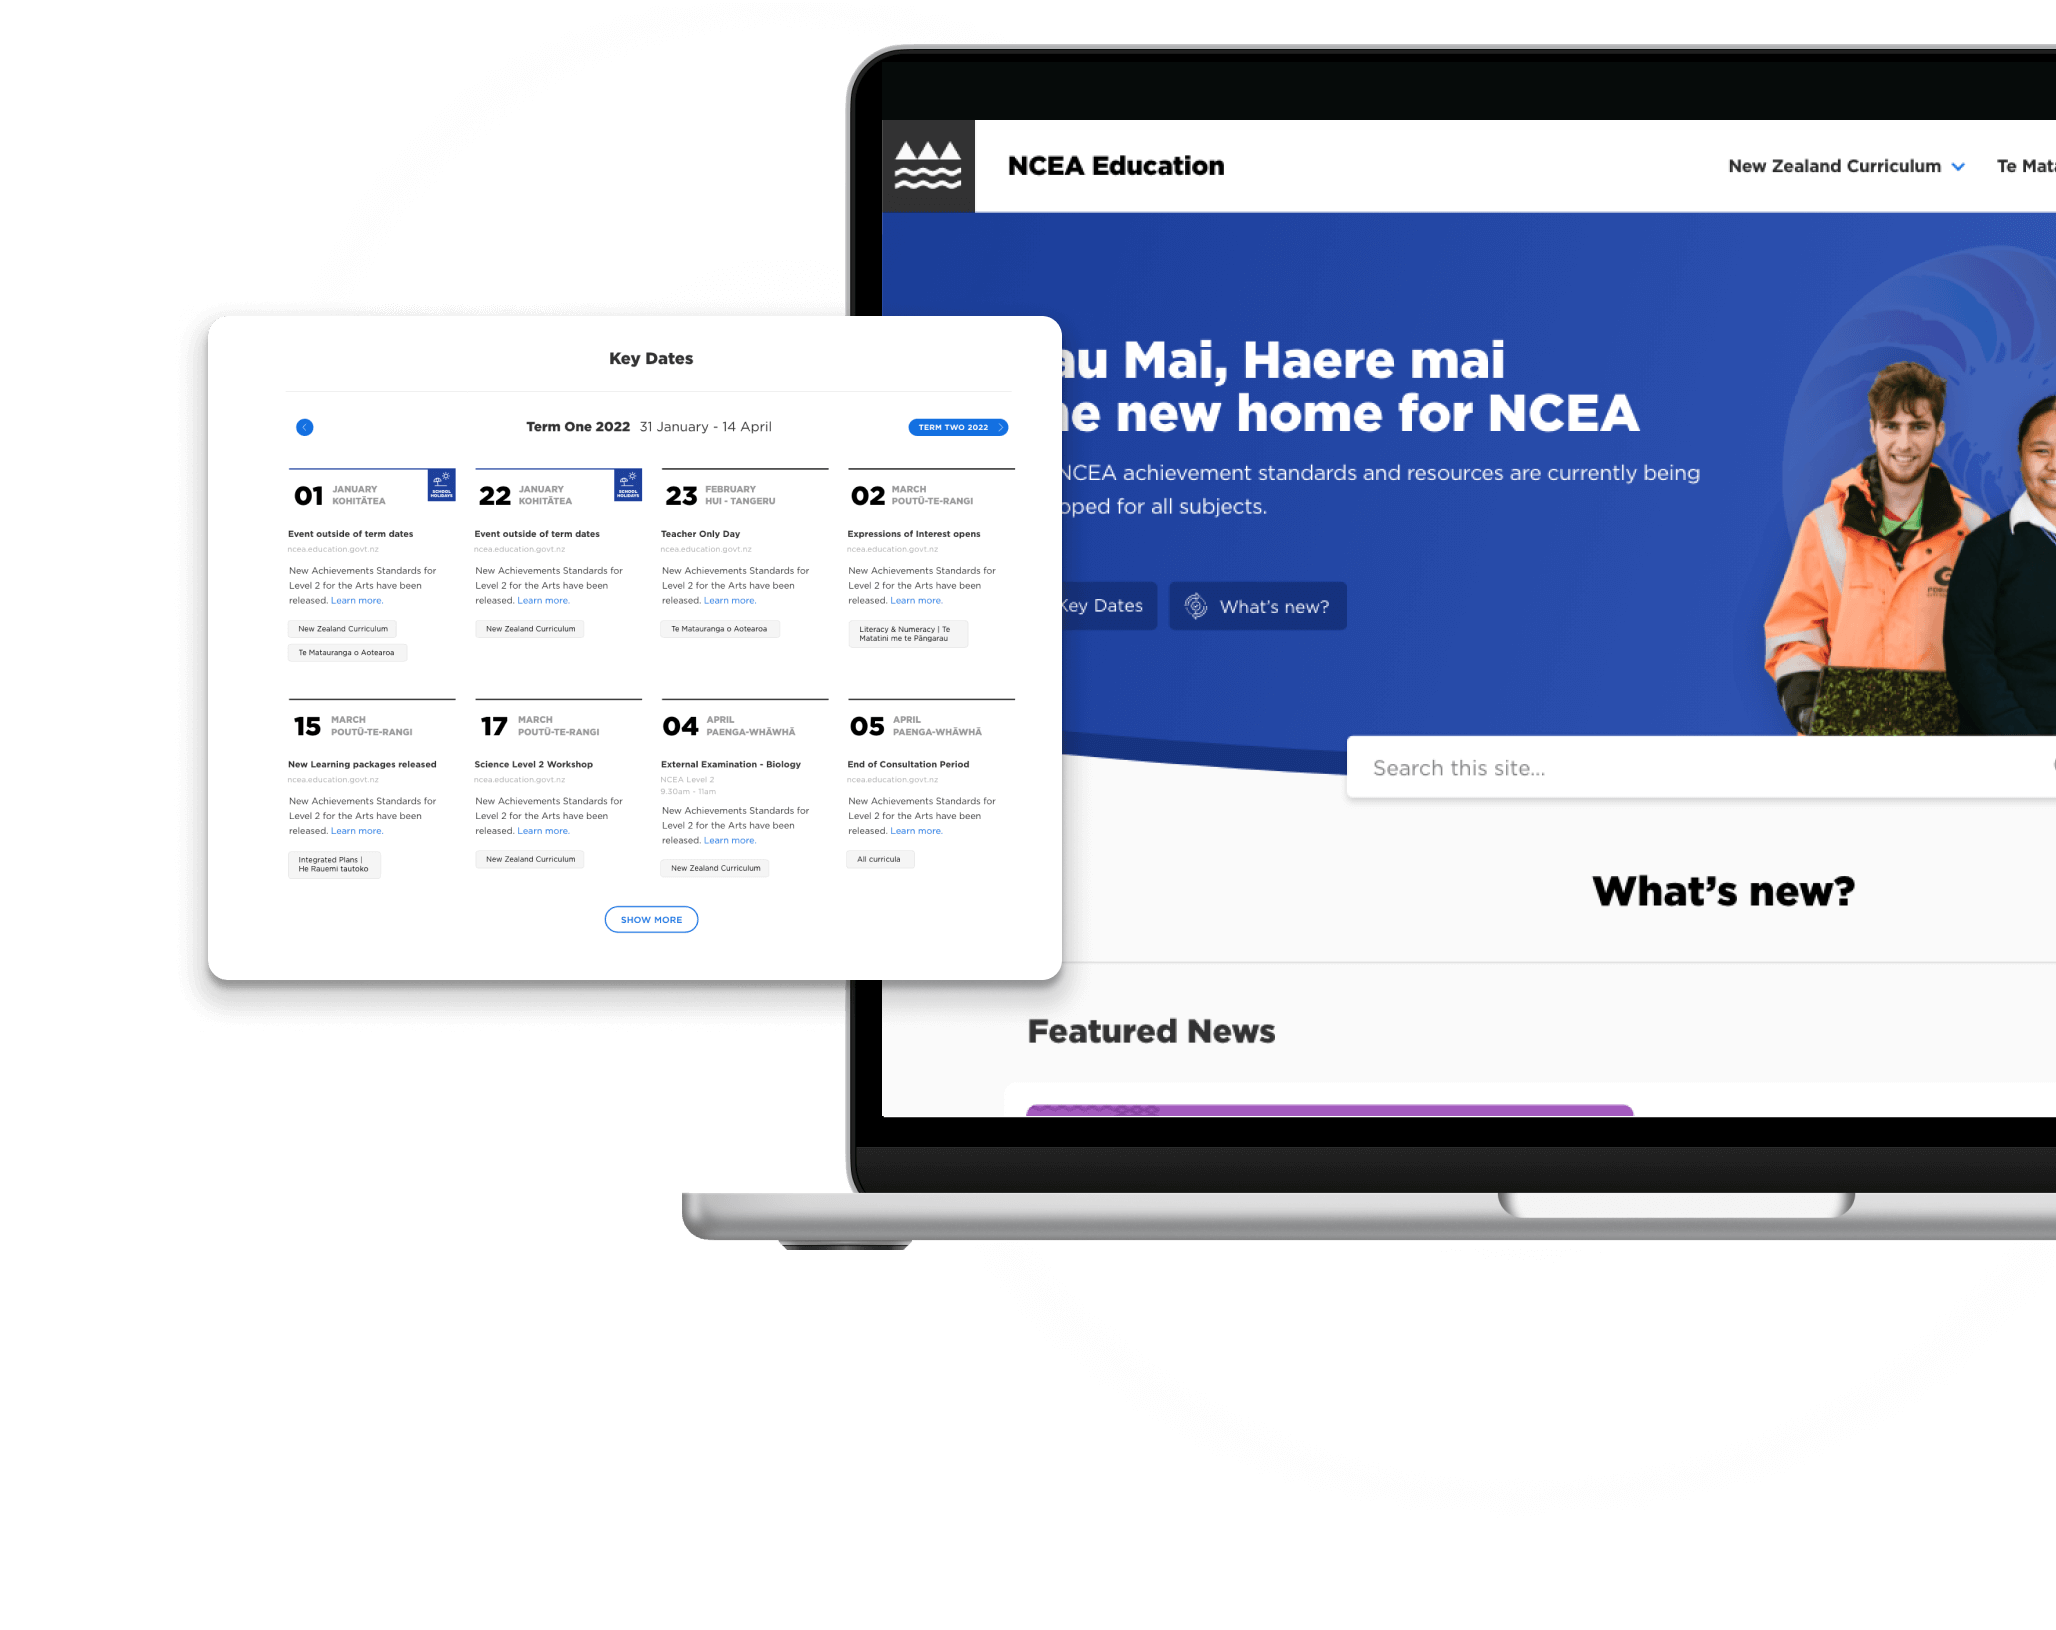 NCEA Education
New Zealand Curriculum
Te
au Mai, Haere mai
e new home for NCEA
NCEA achievement standards and resources are currently being
oped for all subjects.
Key Dates
What's new?
Search this site...
What's new?
Featured News
Key Dates
Term One 2022 31 January - 14 April
TERM TWO 2022
01 JANUARY
KOHITĀTEA
SCHOOL
HOLIDAYS
Event outside of term dates
ncea.education.govt.nz
New Achievements Standards for
Level 2 for the Arts have been
released. Learn more.
New Zealand Curriculum
Te Matauranga o Aotearoa
22 JANUARY
KOHITĀTEA
SCHOOL
HOLIDAYS
Event outside of term dates
ncea.education.govt.nz
New Achievements Standards for
Level 2 for the Arts have been
released. Learn more.
New Zealand Curriculum
23 FEBRUARY
HUI - TANGERU
Teacher Only Day
ncea.education.govt.nz
New Achievements Standards for
Level 2 for the Arts have been
released. Learn more.
Te Matauranga o Aotearoa
02 MARCH
POUTŪ-TE-RANGI
Expressions of Interest opens
ncea.education.govt.nz
New Achievements Standards for
Level 2 for the Arts have been
released. Learn more.
Literacy & Numeracy | Te
Matatini me te Pāngarau
15 MARCH
POUTŪ-TE-RANGI
New Learning packages released
ncea.education.govt.nz
New Achievements Standards for
Level 2 for the Arts have been
released. Learn more.
Integrated Plans |
He Rauemi tautoko
17 MARCH
POUTŪ-TE-RANGI
Science Level 2 Workshop
ncea.education.govt.nz
New Achievements Standards for
Level 2 for the Arts have been
released. Learn more.
New Zealand Curriculum
04 APRIL
PAENGA-WHĀWHĀ
External Examination - Biology
NCEA Level 2
9.30am - 11am
New Achievements Standards for
Level 2 for the Arts have been
released. Learn more.
New Zealand Curriculum
05 APRIL
PAENGA-WHĀWHĀ
End of Consultation Period
ncea.education.govt.nz
New Achievements Standards for
Level 2 for the Arts have been
released. Learn more.
All curricula
SHOW MORE